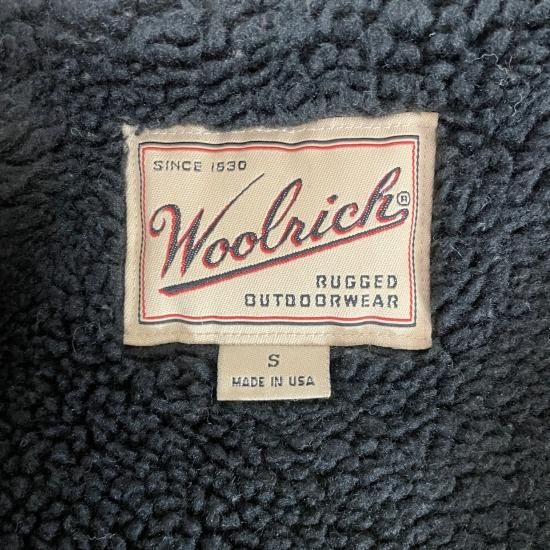 SINCE 1830
Woolrich®
RUGGED
OUTDOORWEAR
S
MADE IN USA